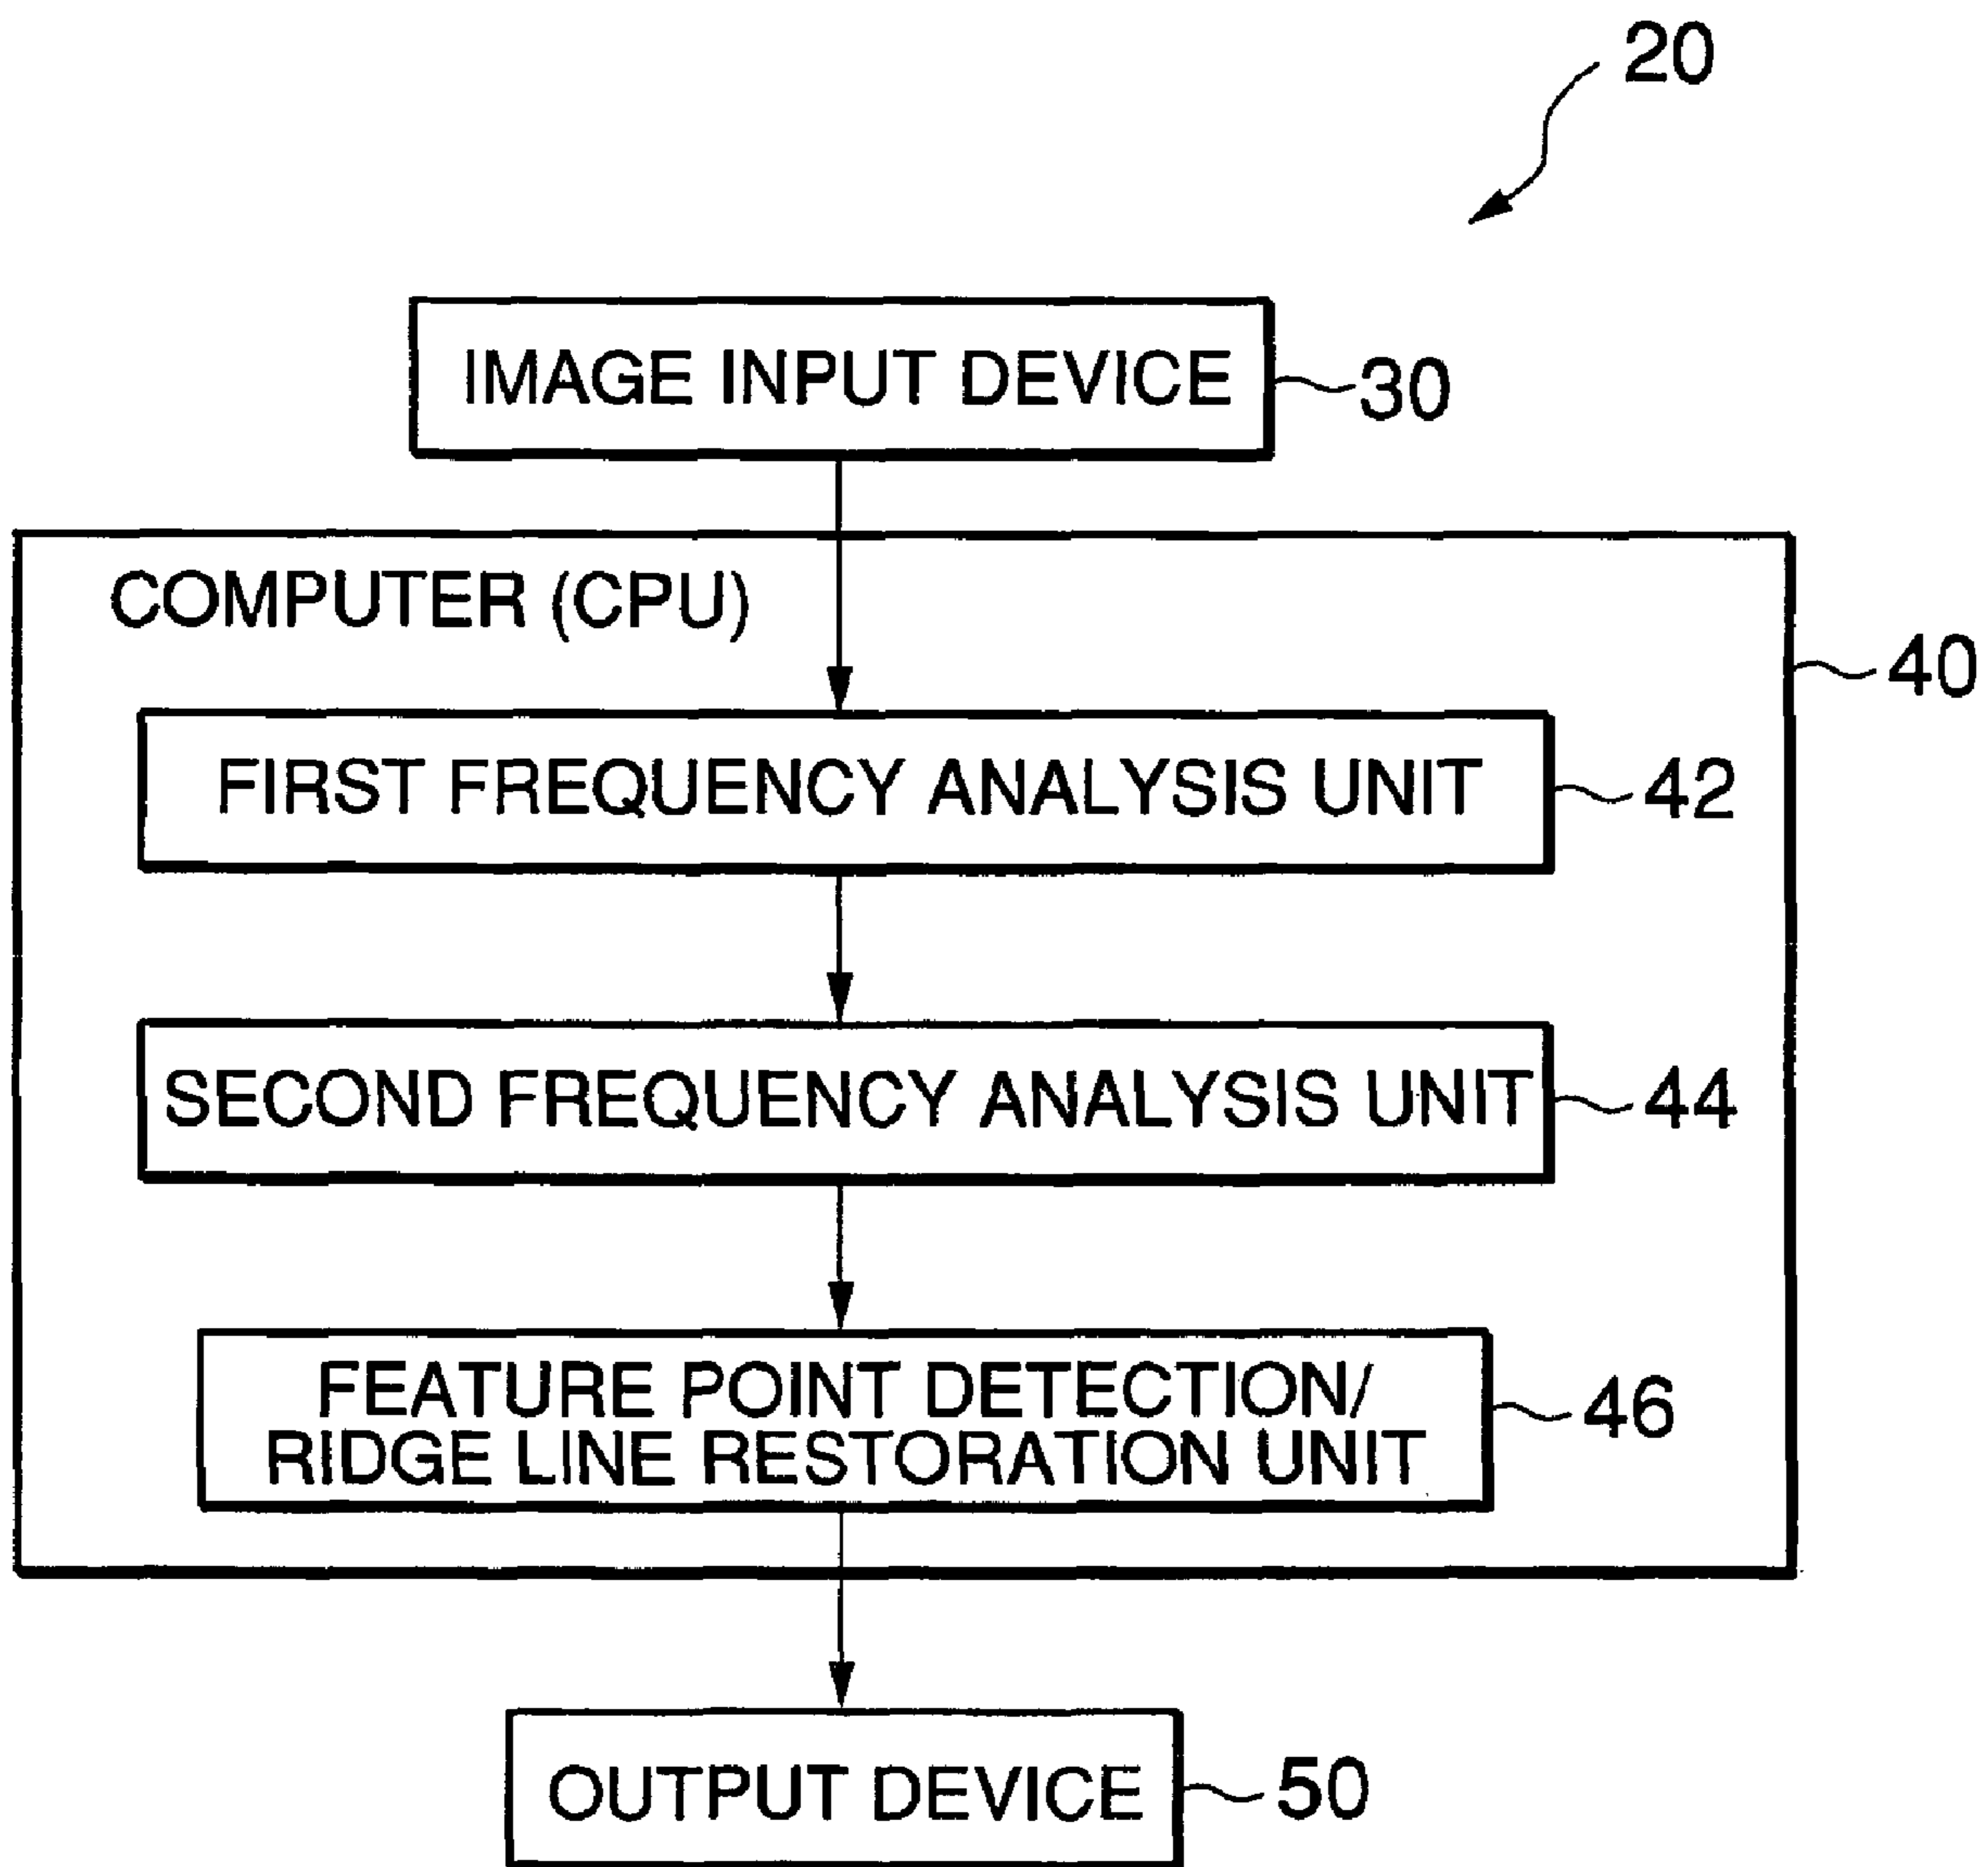 20
IMAGE INPUT DEVICE
30
COMPUTER (CPU)
40
FIRST FREQUENCY ANALYSIS UNIT
42
SECOND FREQUENCY ANALYSIS UNIT
44
FEATURE POINT DETECTION/
RIDGE LINE RESTORATION UNIT
46
OUTPUT DEVICE
50